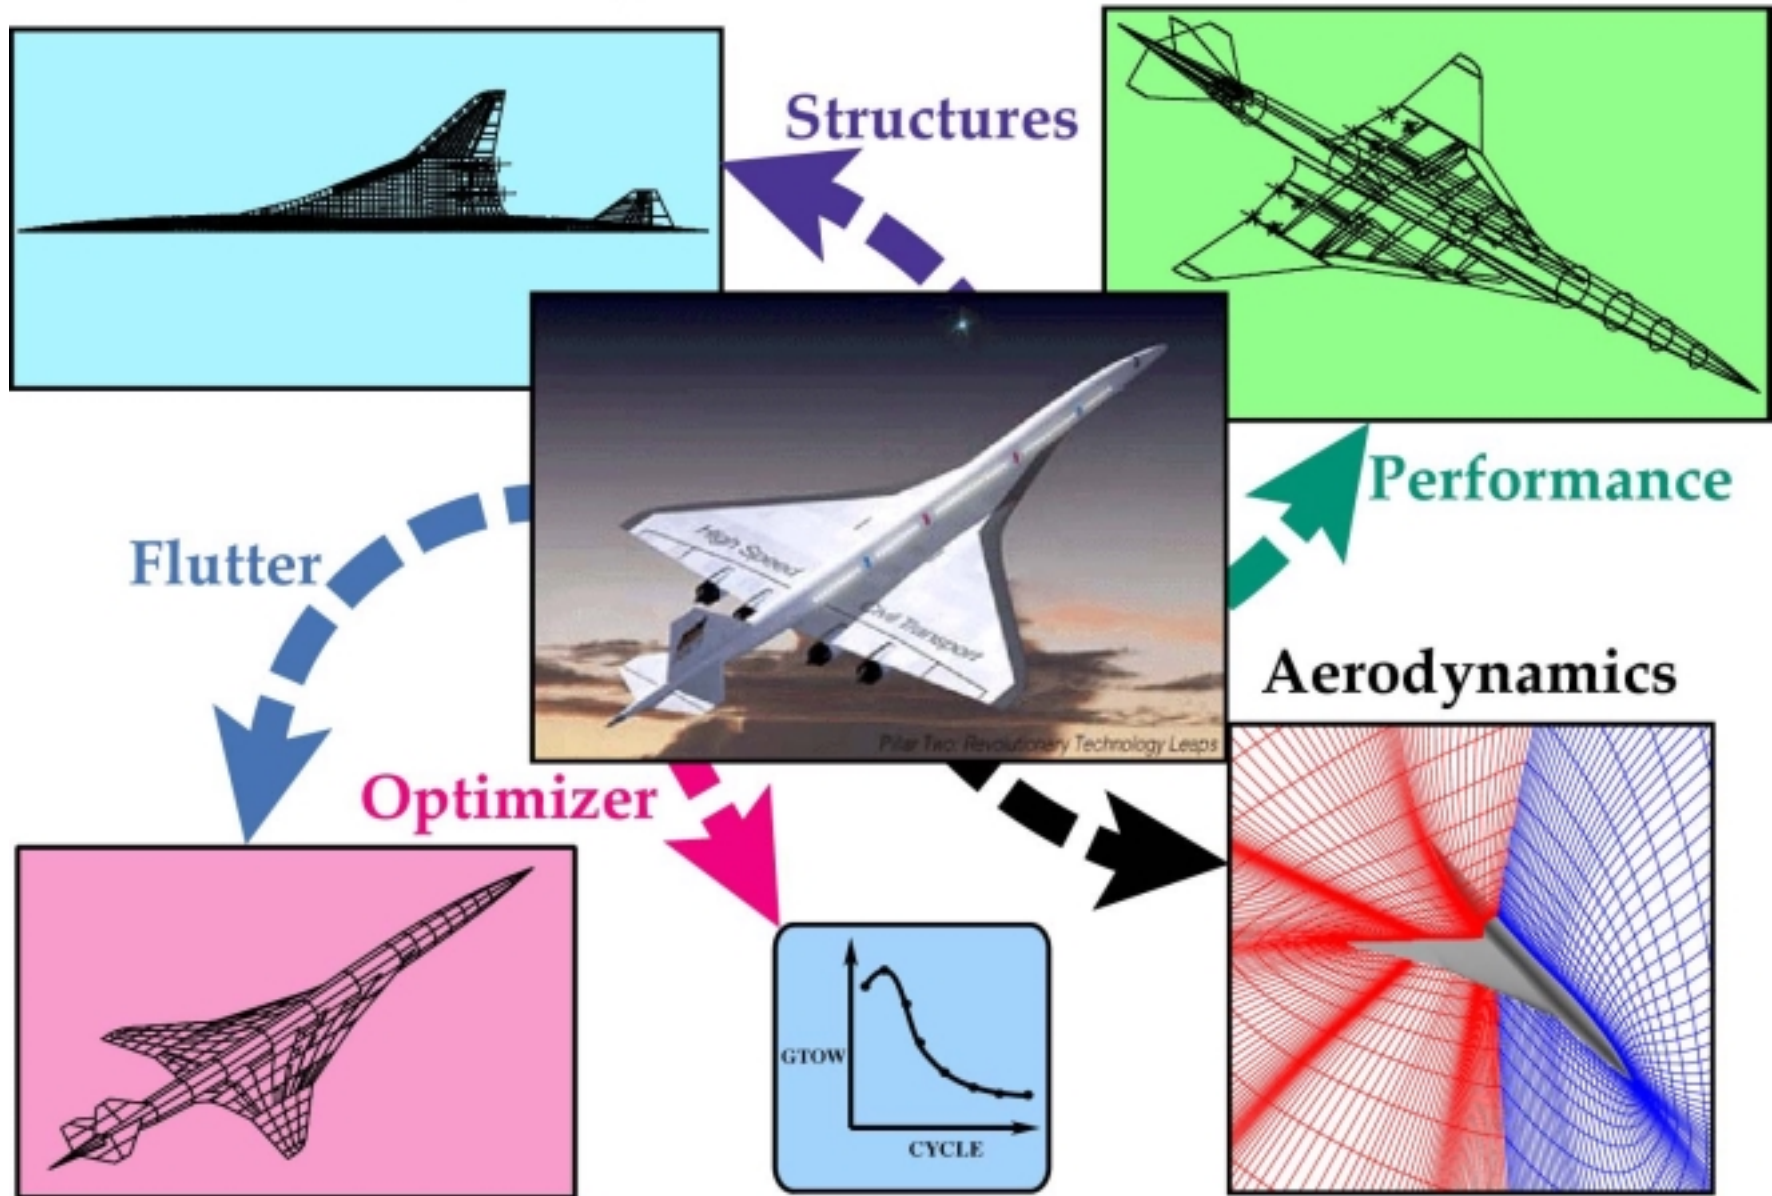 Structures
Performance
Flutter
High Speed
Civil Transport
Aerodynamics
Pillar Two: Revolutionary Technology Leaps
Optimizer
GTOW
CYCLE